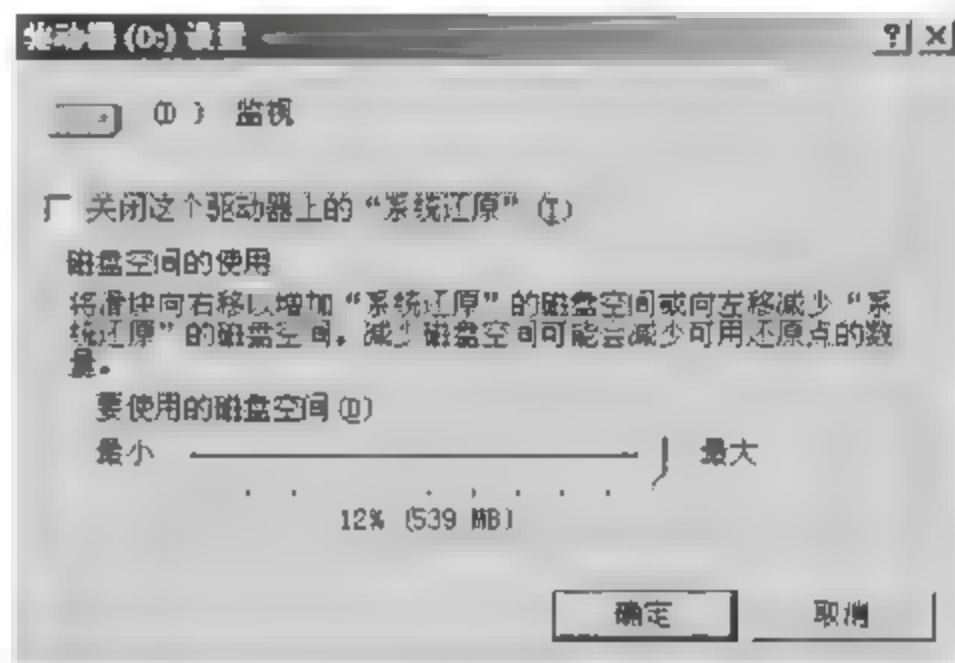 驱动器 (D:) 设置
(D ) 监视
关闭这个驱动器上的“系统还原” (T)
磁盘空间的使用
将滑块向右移以增加“系统还原”的磁盘空间或向左移减少“系
统还原”的磁盘空间。减少磁盘空间可能会减少可用还原点的数
量。
要使用的磁盘空间 (D)
最小 最大
12% (539 MB)
确定 取消